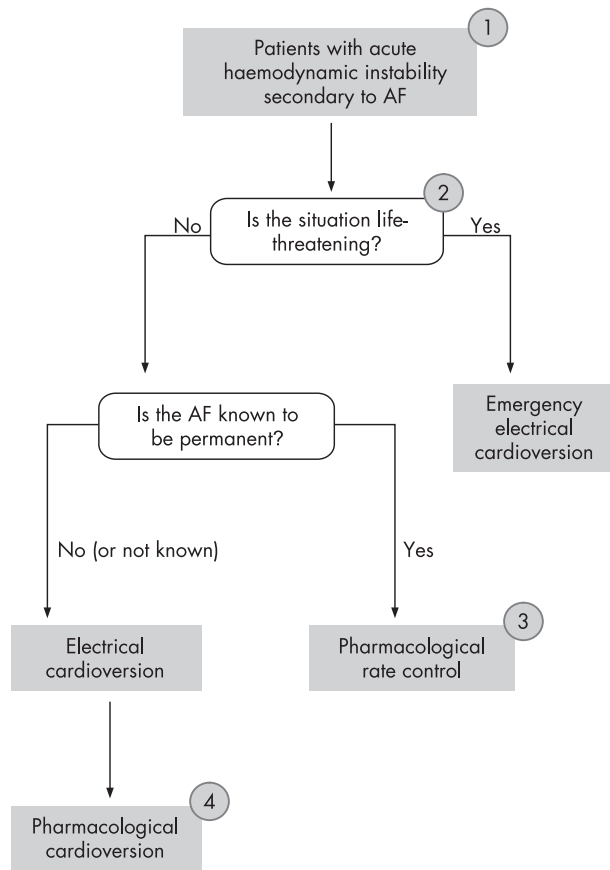 1
Patients with acute
haemodynamic instability
secondary to AF
2
Is the situation life-
threatening?
No
Yes
Is the AF known to
be permanent?
Emergency
electrical
cardioversion
No (or not known)
Yes
3
Electrical
cardioversion
Pharmacological
rate control
4
Pharmacological
cardioversion